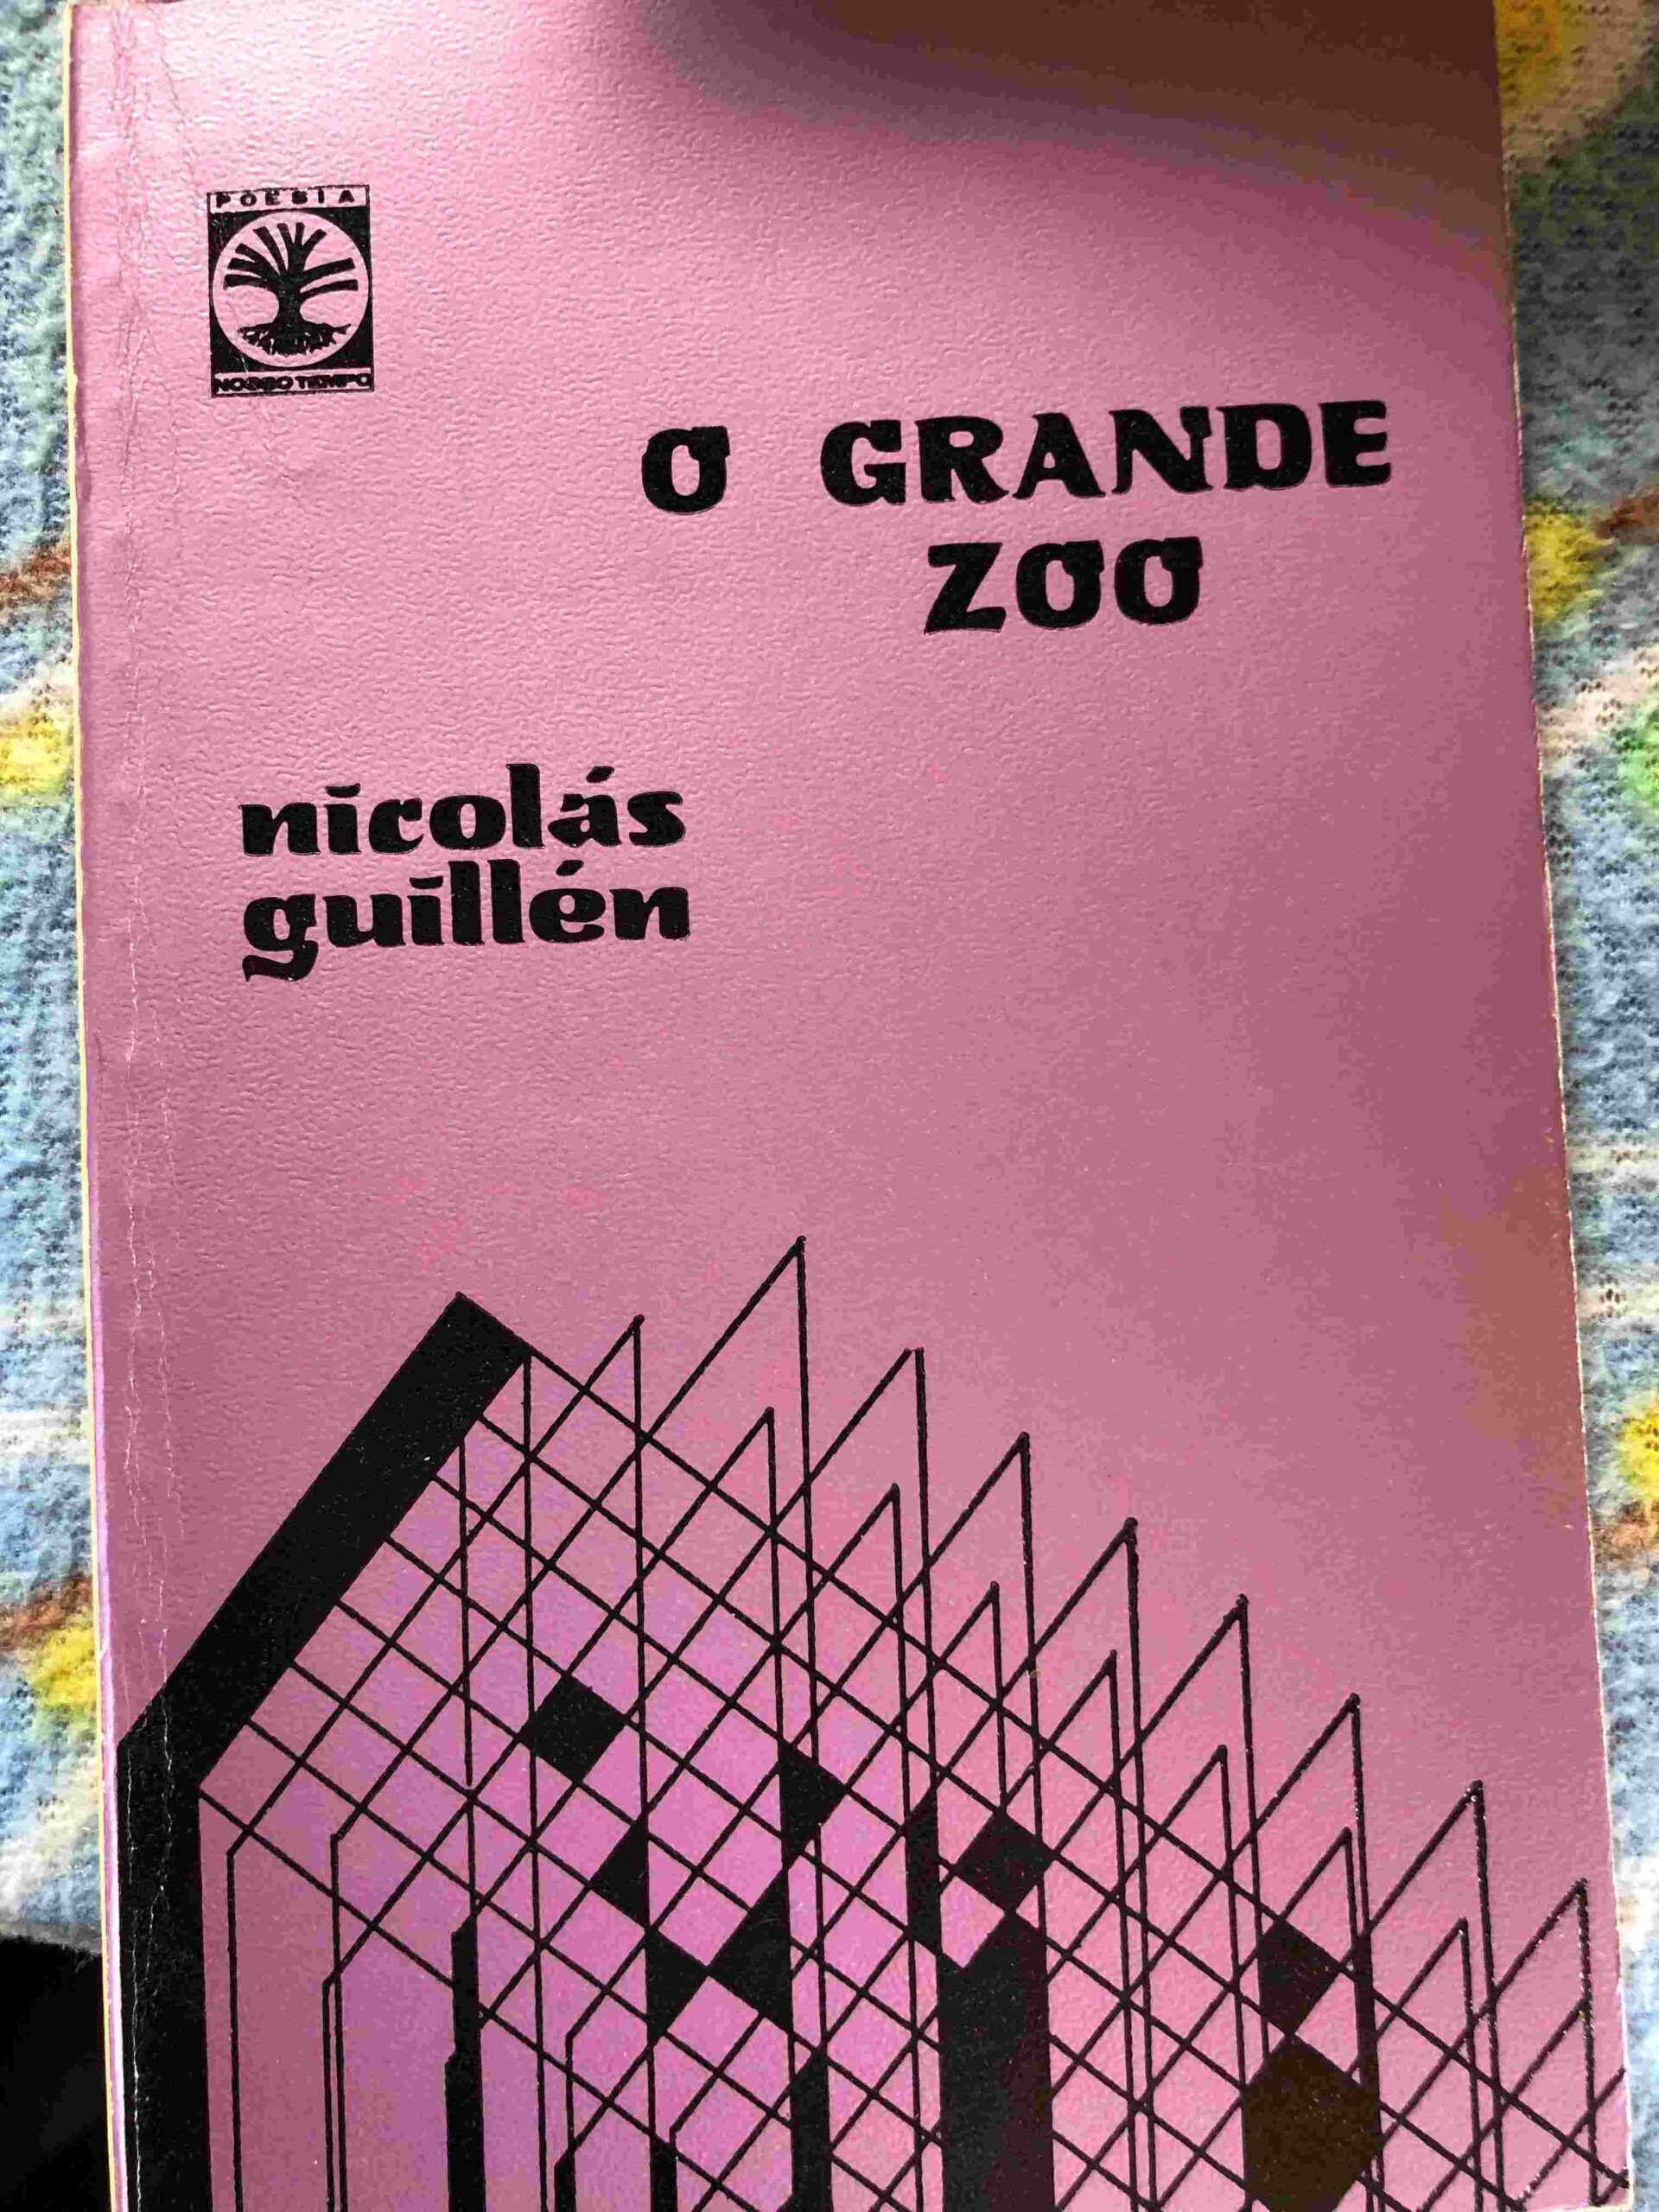 POESIA
NOSSO TEMPO
O GRANDE
ZOO
nicolás
guillén